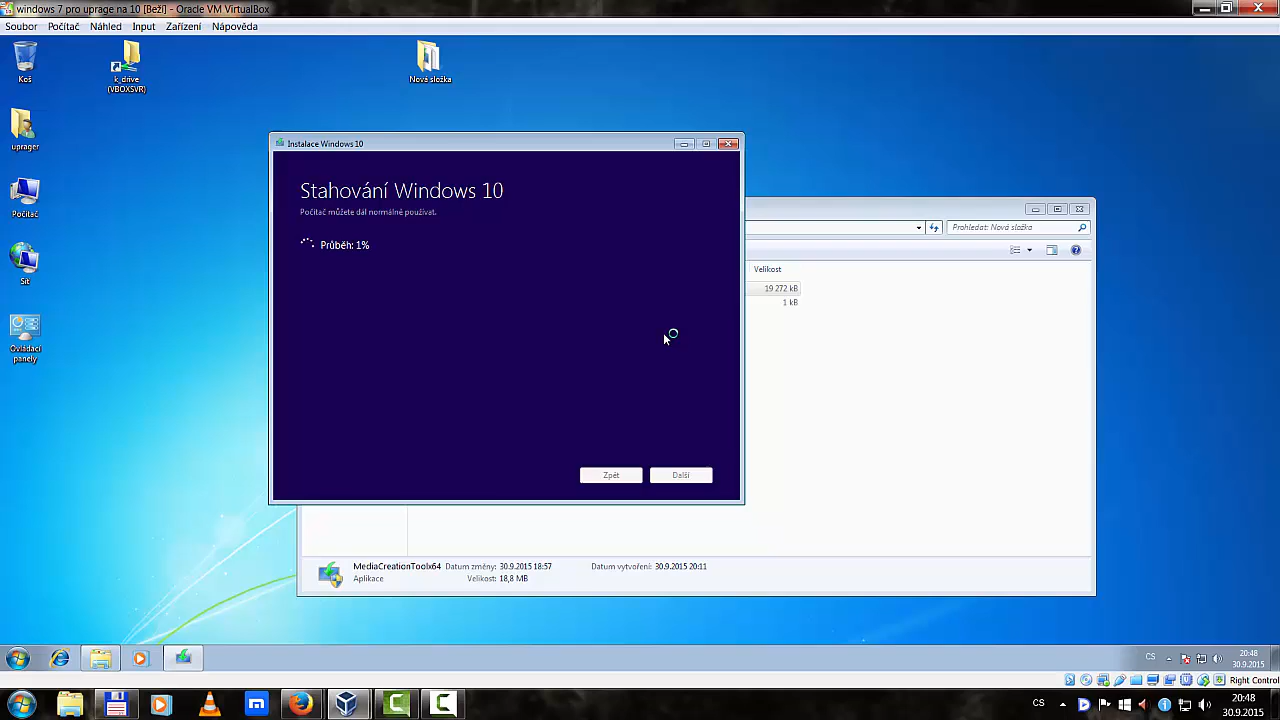 windows 7 pro uprage na 10 [Beží] - Oracle VM VirtualBox
Soubor Počítač Náhled Input Zařízení Nápověda
Koš
k_drive
(VBOXSVR)
Nová složka
uprager
Počítač
Síť
Ovládací
panely
Instalace Windows 10
Stahování Windows 10
Počítač můžete dál normálně používat.
Průběh: 1%
Zpět
Další
Prohledat: Nová složka
Velikost
19 272 kB
1 kB
MediaCreationToolx64 Datum změny: 30.9.2015 18:57 Datum vytvoření: 30.9.2015 20:11
Aplikace Velikost: 18,8 MB
CS 20:48
30.9.2015
Right Control
CS 20:48
30.9.2015